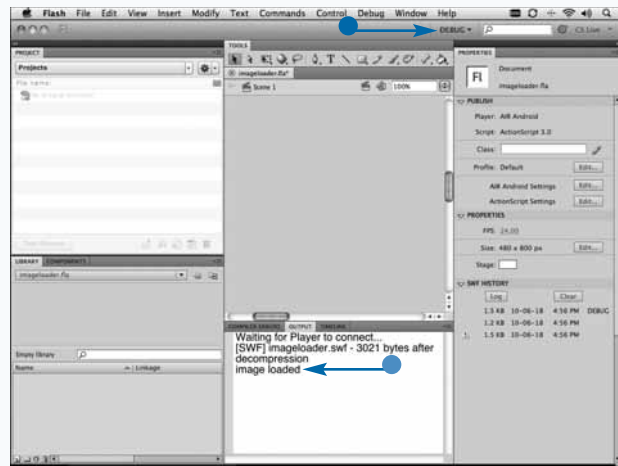 Flash File Edit View Insert Modify Text Commands Control Debug Window Help
DEBUG
CS Live
PROJECT
Projects
File name:
TOOLS
imageloader.fla*
Scene 1
100%
PROPERTIES
Fl
Document
imageloader.fla
PUBLISH
Player: AIR Android
Script: ActionScript 3.0
Class:
Profile: Default Edit...
AIR Android Settings Edit...
ActionScript Settings Edit...
PROPERTIES
FPS: 24.00
Size: 480 x 800 px Edit...
Stage:
SWF HISTORY
Log Clear
1.5 KB 10-06-18 4:56 PM DEBUG
1.2 KB 10-06-18 4:56 PM
1.5 KB 10-06-18 4:56 PM
LIBRARY COMPONENTS
imageloader.fla
Empty library
Name Linkage
COMPILER ERRORS OUTPUT TIMELINE
Waiting for Player to connect...
[SWF] imageloader.swf - 3021 bytes after
decompression
image loaded